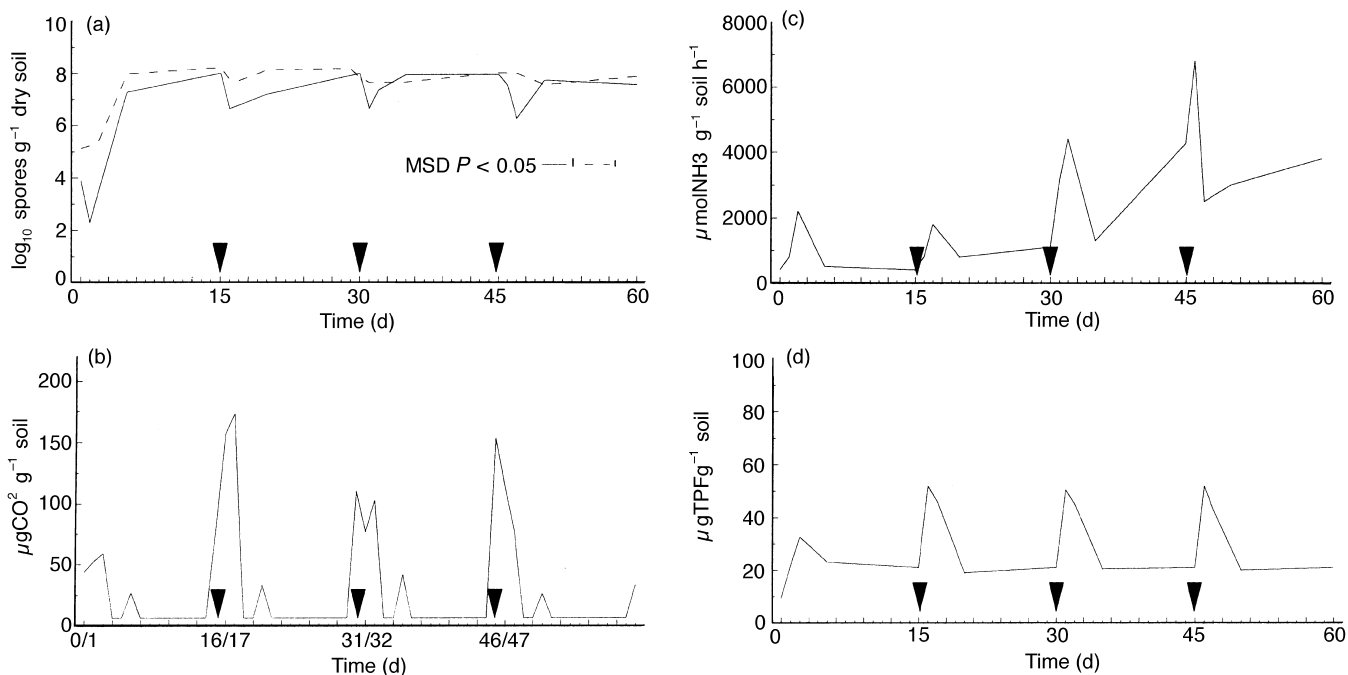 (a)
10
8
6
4
2
0
log₁₀ spores g⁻¹ dry soil
MSD P < 0.05
0 15 30 45 60
Time (d)
(b)
200
150
100
50
0
µgCO² g⁻¹ soil
0/1 16/17 31/32 46/47
Time (d)
(c)
8000
6000
4000
2000
0
µmolNH3 g⁻¹ soil h⁻¹
0 15 30 45 60
Time (d)
(d)
100
80
60
40
20
0
µgTPFg⁻¹ soil
0 15 30 45 60
Time (d)